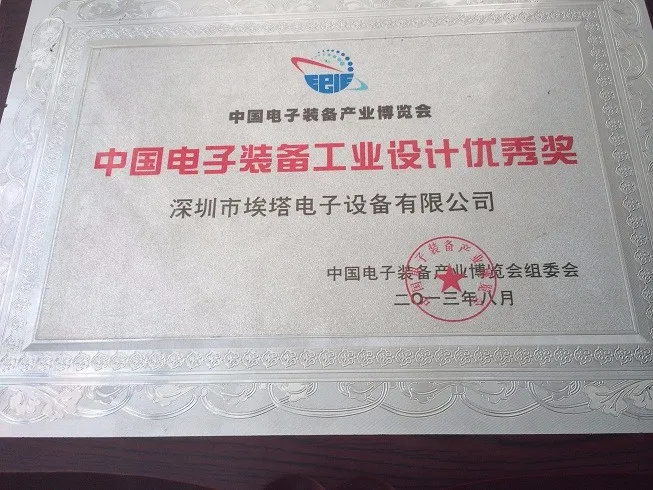 CEIE
中国电子装备产业博览会
中国电子装备工业设计优秀奖
深圳市埃塔电子设备有限公司
中国电子装备产业博览会组委会
二〇一三年八月